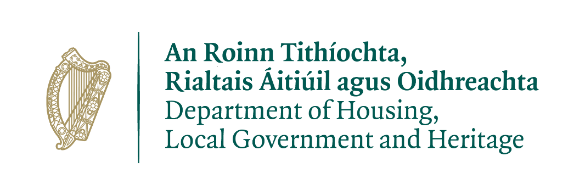 An Roinn Tithíochta,
Rialtais Áitiúil agus Oidhreachta
Department of Housing,
Local Government and Heritage